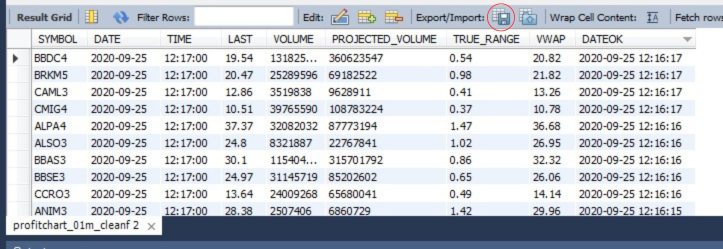 Result Grid Filter Rows: Edit: Export/Import: Wrap Cell Content: IA Fetch rows
SYMBOL DATE TIME LAST VOLUME PROJECTED_VOLUME TRUE_RANGE VWAP DATEOK
BBDC4 2020-09-25 12:17:00 19.54 131825... 360623547 0.54 20.82 2020-09-25 12:16:17
BRKM5 2020-09-25 12:17:00 20.47 25289596 69182522 0.98 21.82 2020-09-25 12:16:17
CAML3 2020-09-25 12:17:00 12.86 3519838 9628911 0.41 13.26 2020-09-25 12:16:17
CMIG4 2020-09-25 12:17:00 10.51 39765590 108783224 0.37 10.78 2020-09-25 12:16:17
ALPA4 2020-09-25 12:17:00 37.37 32082032 87773194 1.47 36.68 2020-09-25 12:16:16
ALSO3 2020-09-25 12:17:00 24.8 8321887 22767841 1.02 26.95 2020-09-25 12:16:16
BBAS3 2020-09-25 12:17:00 30.1 115404... 315701792 0.86 32.32 2020-09-25 12:16:16
BBSE3 2020-09-25 12:17:00 24.97 31145719 85202602 0.65 26.06 2020-09-25 12:16:16
CCRO3 2020-09-25 12:17:00 13.64 24009268 65680041 0.49 14.14 2020-09-25 12:16:16
ANIM3 2020-09-25 12:17:00 28.38 2507406 6860729 1.42 29.96 2020-09-25 12:16:15
profitchart_01m_cleanf 2